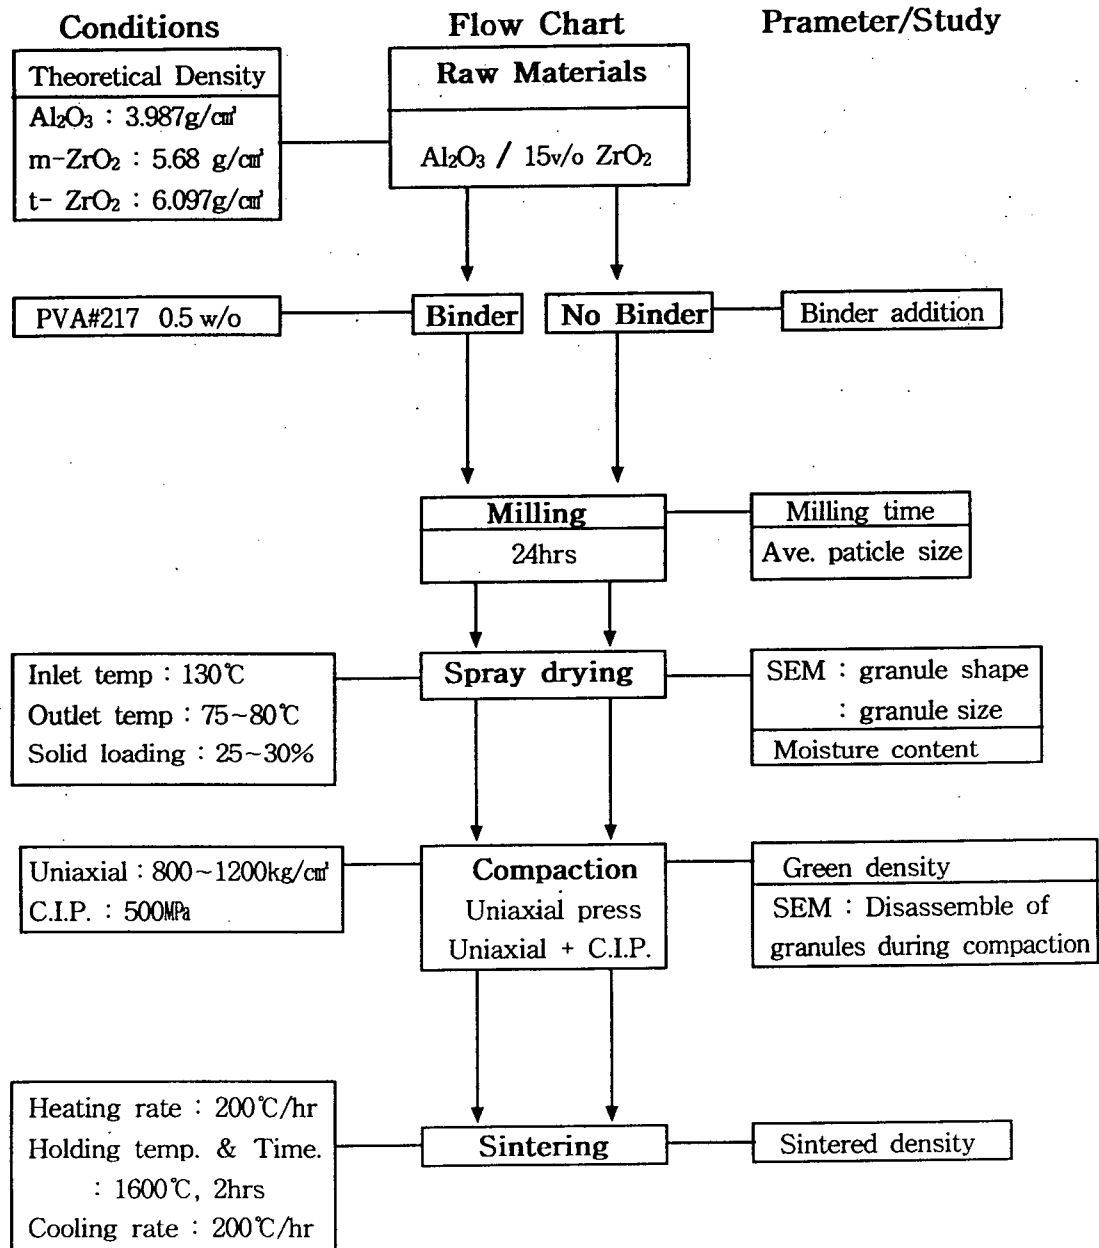 Conditions
Flow Chart
Prameter/Study
Theoretical Density
Al₂O₃ : 3.987g/㎤
m-ZrO₂ : 5.68 g/㎤
t- ZrO₂ : 6.097g/㎤
Raw Materials
Al₂O₃ / 15v/o ZrO₂
PVA#217 0.5 w/o
Binder
No Binder
Binder addition
Milling
24hrs
Milling time
Ave. paticle size
Inlet temp : 130℃
Outlet temp : 75~80℃
Solid loading : 25~30%
Spray drying
SEM : granule shape
: granule size
Moisture content
Uniaxial : 800~1200kg/㎠
C.I.P. : 500㎫
Compaction
Uniaxial press
Uniaxial + C.I.P.
Green density
SEM : Disassemble of
granules during compaction
Heating rate : 200℃/hr
Holding temp. & Time.
: 1600℃, 2hrs
Cooling rate : 200℃/hr
Sintering
Sintered density